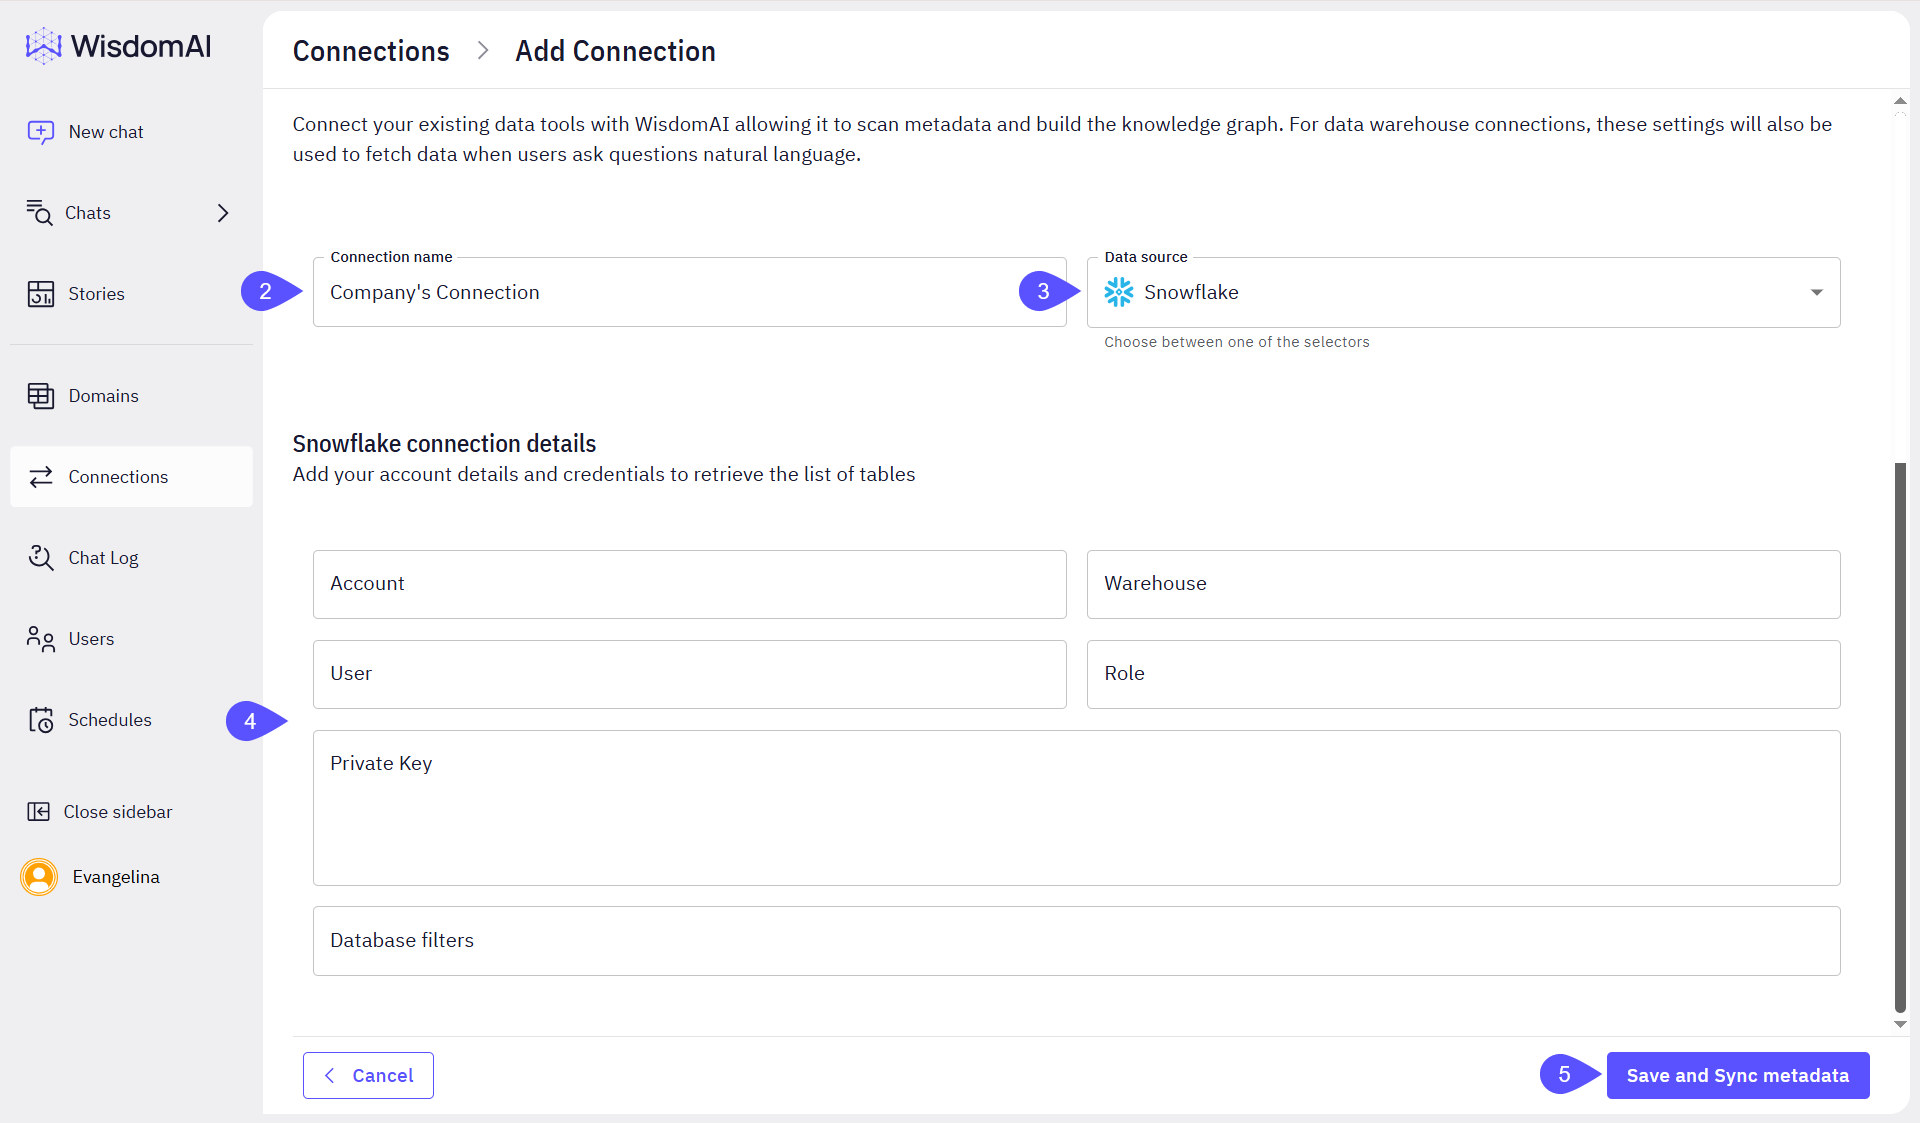 WisdomAI
New chat
Chats
Stories
Domains
Connections
Chat Log
Users
Schedules
Close sidebar
Evangelina
Connections > Add Connection
Connect your existing data tools with WisdomAI allowing it to scan metadata and build the knowledge graph. For data warehouse connections, these settings will also be
used to fetch data when users ask questions natural language.
2
Connection name
Company's Connection
3
Data source
Snowflake
Choose between one of the selectors
Snowflake connection details
Add your account details and credentials to retrieve the list of tables
4
Account
Warehouse
User
Role
Private Key
Database filters
Cancel
5
Save and Sync metadata